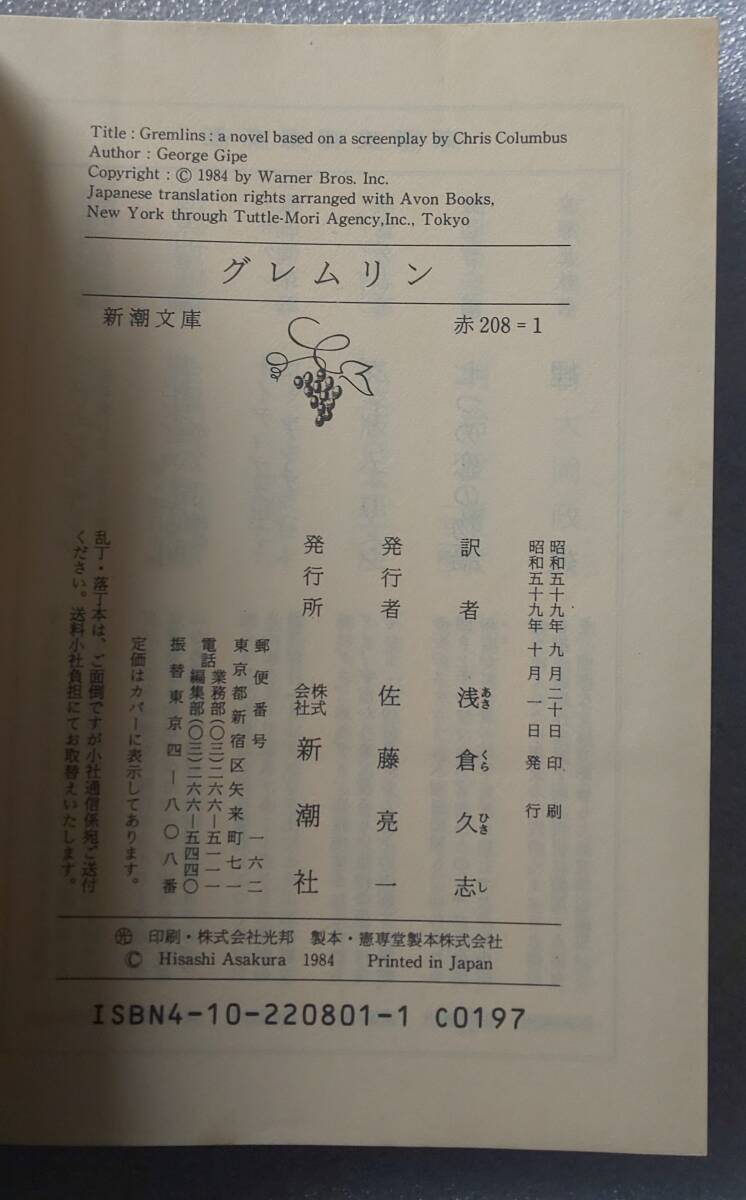 Title : Gremlins : a novel based on a screenplay by Chris Columbus
Author : George Gipe
Copyright : © 1984 by Warner Bros. Inc.
Japanese translation rights arranged with Avon Books,
New York through Tuttle-Mori Agency,Inc., Tokyo
グレムリン
新潮文庫 赤208=1
昭和五十九年九月二十日印刷
昭和五十九年十月一日発行
訳者 浅倉久志
あさくらひさし
発行者 佐藤亮一
発行所 株式会社新潮社
郵便番号 一六二
東京都新宿区矢来町七一
電話 業務部(〇三)二六六―五一一一
編集部(〇三)二六六―五四四〇
振替東京四―八〇八番
定価はカバーに表示してあります。
乱丁・落丁本は、ご面倒ですが小社通信係宛ご送付
ください。送料小社負担にてお取替えいたします。
光 印刷・株式会社光邦 製本・憲専堂製本株式会社
© Hisashi Asakura 1984 Printed in Japan
ISBN4-10-220801-1 C0197